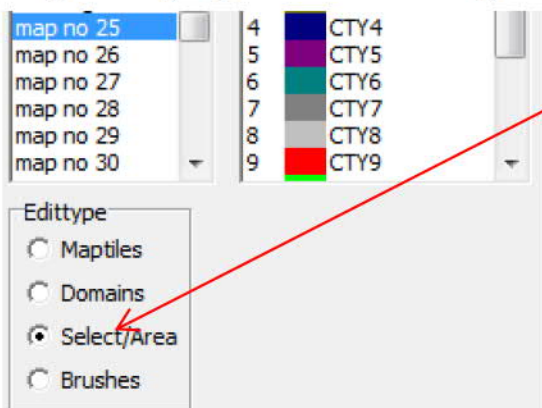 map no 25
map no 26
map no 27
map no 28
map no 29
map no 30
4 CTY4
5 CTY5
6 CTY6
7 CTY7
8 CTY8
9 CTY9
Edittype
Maptiles
Domains
Select/Area
Brushes